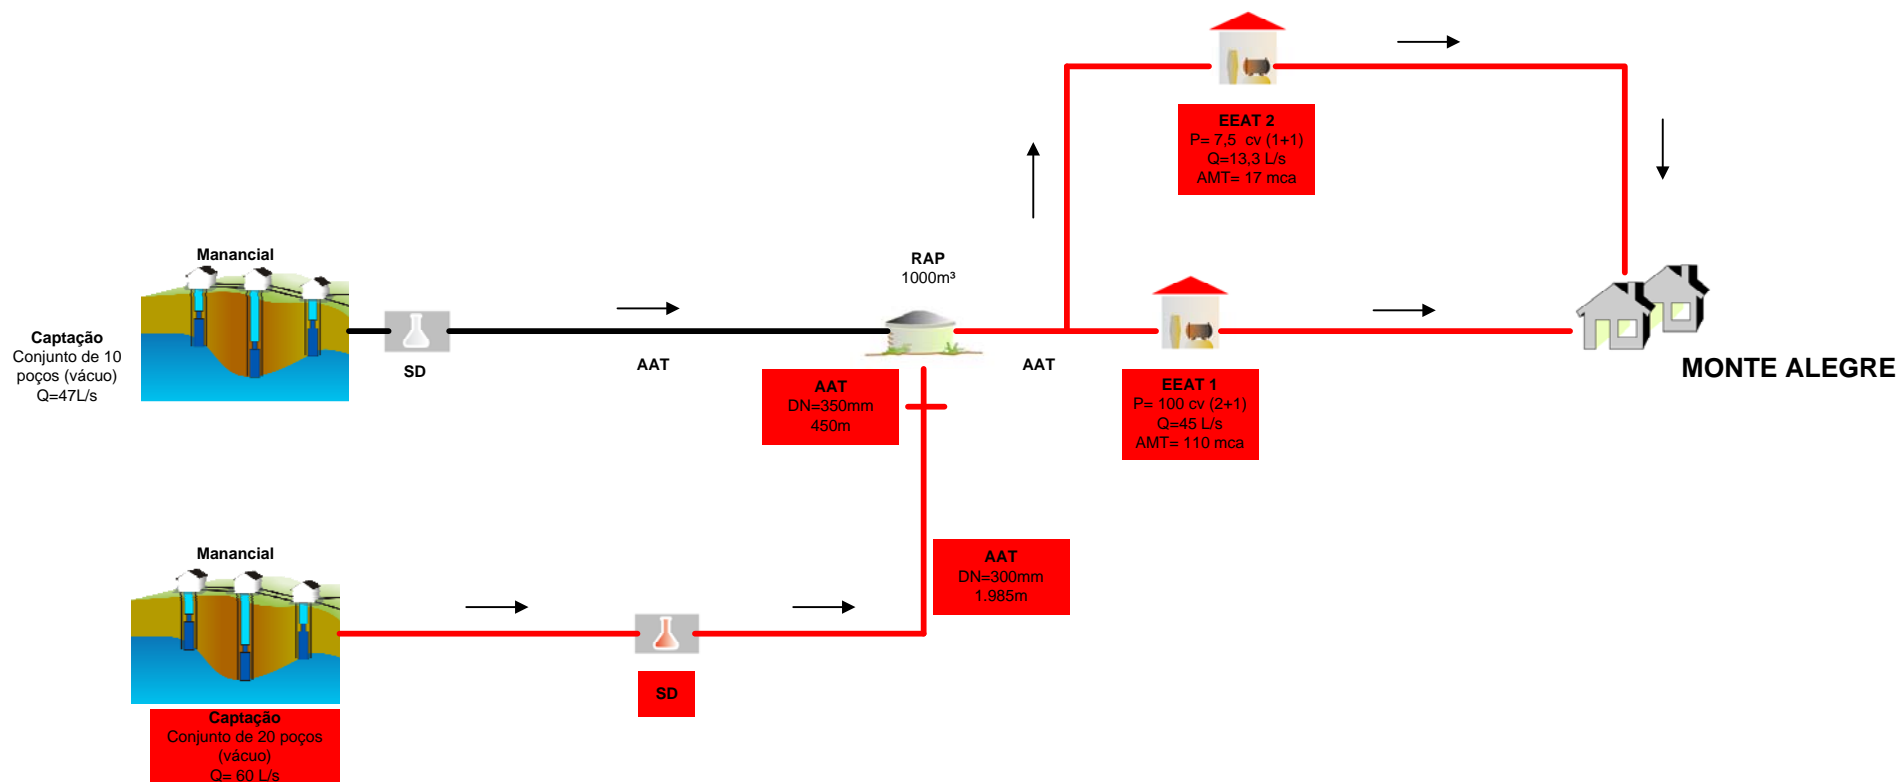 EEAT 2
P= 7,5 cv (1+1)
Q=13,3 L/s
AMT= 17 mca
Manancial
Captação
Conjunto de 10
poços (vácuo)
Q=47L/s
SD
AAT
RAP
1000m³
AAT
MONTE ALEGRE
AAT
DN=350mm
450m
EEAT 1
P= 100 cv (2+1)
Q=45 L/s
AMT= 110 mca
Manancial
AAT
DN=300mm
1.985m
SD
Captação
Conjunto de 20 poços
(vácuo)
Q= 60 L/s